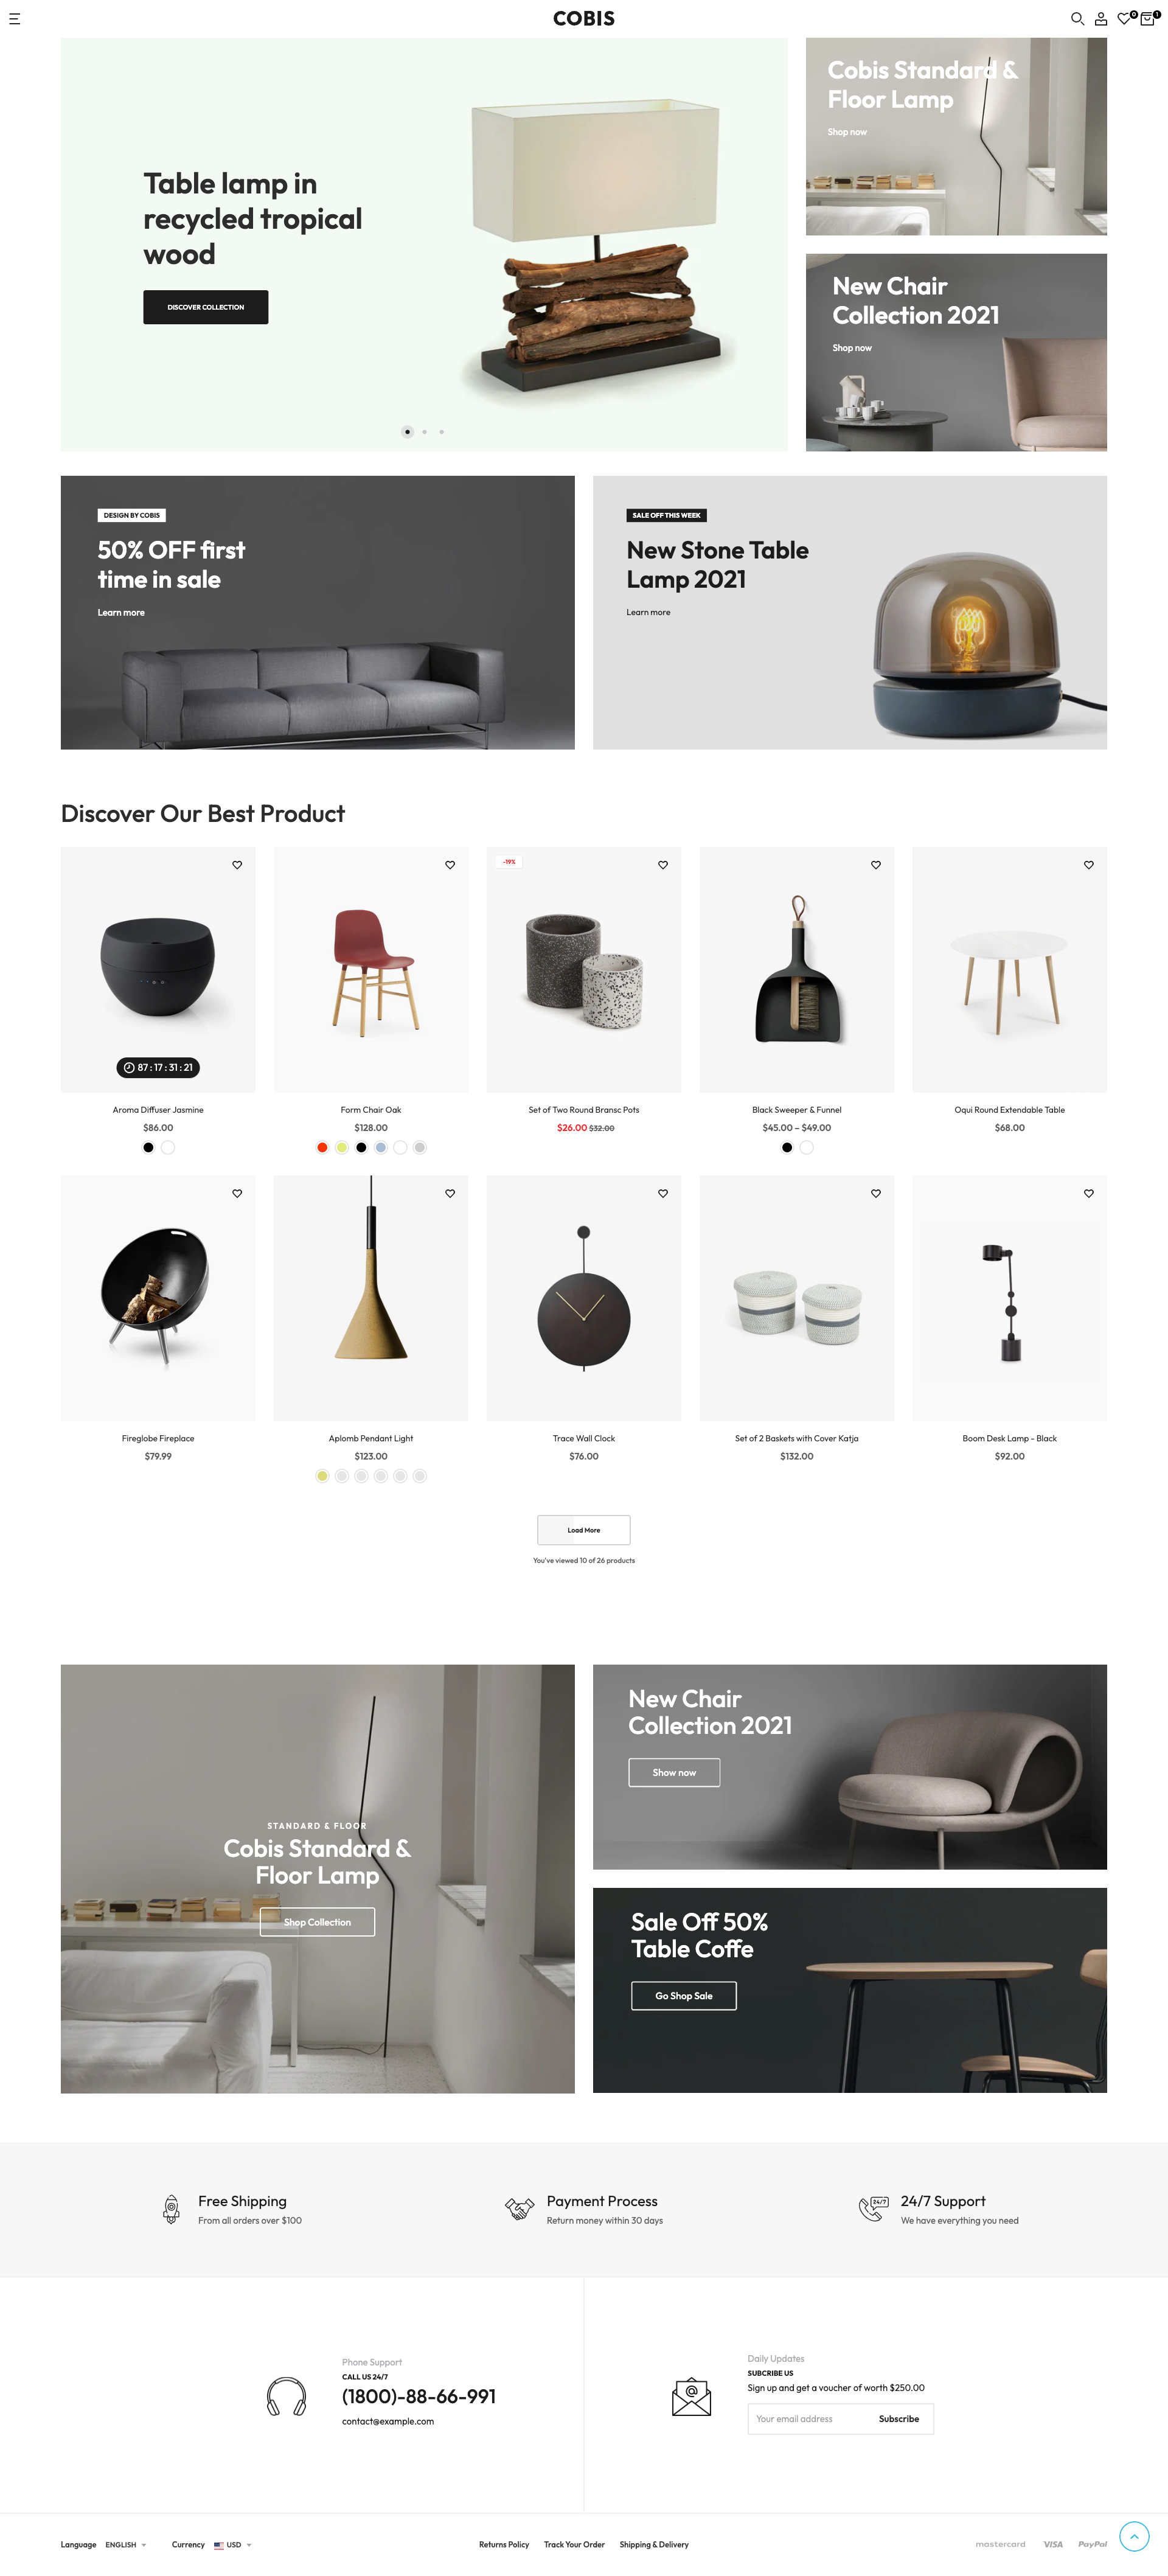 COBIS
0
1
Table lamp in
recycled tropical
wood
DISCOVER COLLECTION
Cobis Standard &
Floor Lamp
Shop now
New Chair
Collection 2021
Shop now
DESIGN BY COBIS
50% OFF first
time in sale
Learn more
SALE OFF THIS WEEK
New Stone Table
Lamp 2021
Learn more
Discover Our Best Product
87 : 17 : 31 : 21
Aroma Diffuser Jasmine
$86.00
Form Chair Oak
$128.00
-19%
Set of Two Round Bransc Pots
$26.00 $32.00
Black Sweeper & Funnel
$45.00 – $49.00
Oqui Round Extendable Table
$68.00
Fireglobe Fireplace
$79.99
Aplomb Pendant Light
$123.00
Trace Wall Clock
$76.00
Set of 2 Baskets with Cover Katja
$132.00
Boom Desk Lamp - Black
$92.00
Load More
You've viewed 10 of 26 products
STANDARD & FLOOR
Cobis Standard &
Floor Lamp
Shop Collection
New Chair
Collection 2021
Show now
Sale Off 50%
Table Coffe
Go Shop Sale
Free Shipping
From all orders over $100
Payment Process
Return money within 30 days
24/7
24/7 Support
We have everything you need
Phone Support
CALL US 24/7
(1800)-88-66-991
contact@example.com
@
Daily Updates
SUBCRIBE US
Sign up and get a voucher of worth $250.00
Your email address
Subscribe
Language ENGLISH
Currency USD
Returns Policy
Track Your Order
Shipping & Delivery
mastercard
VISA
PayPal